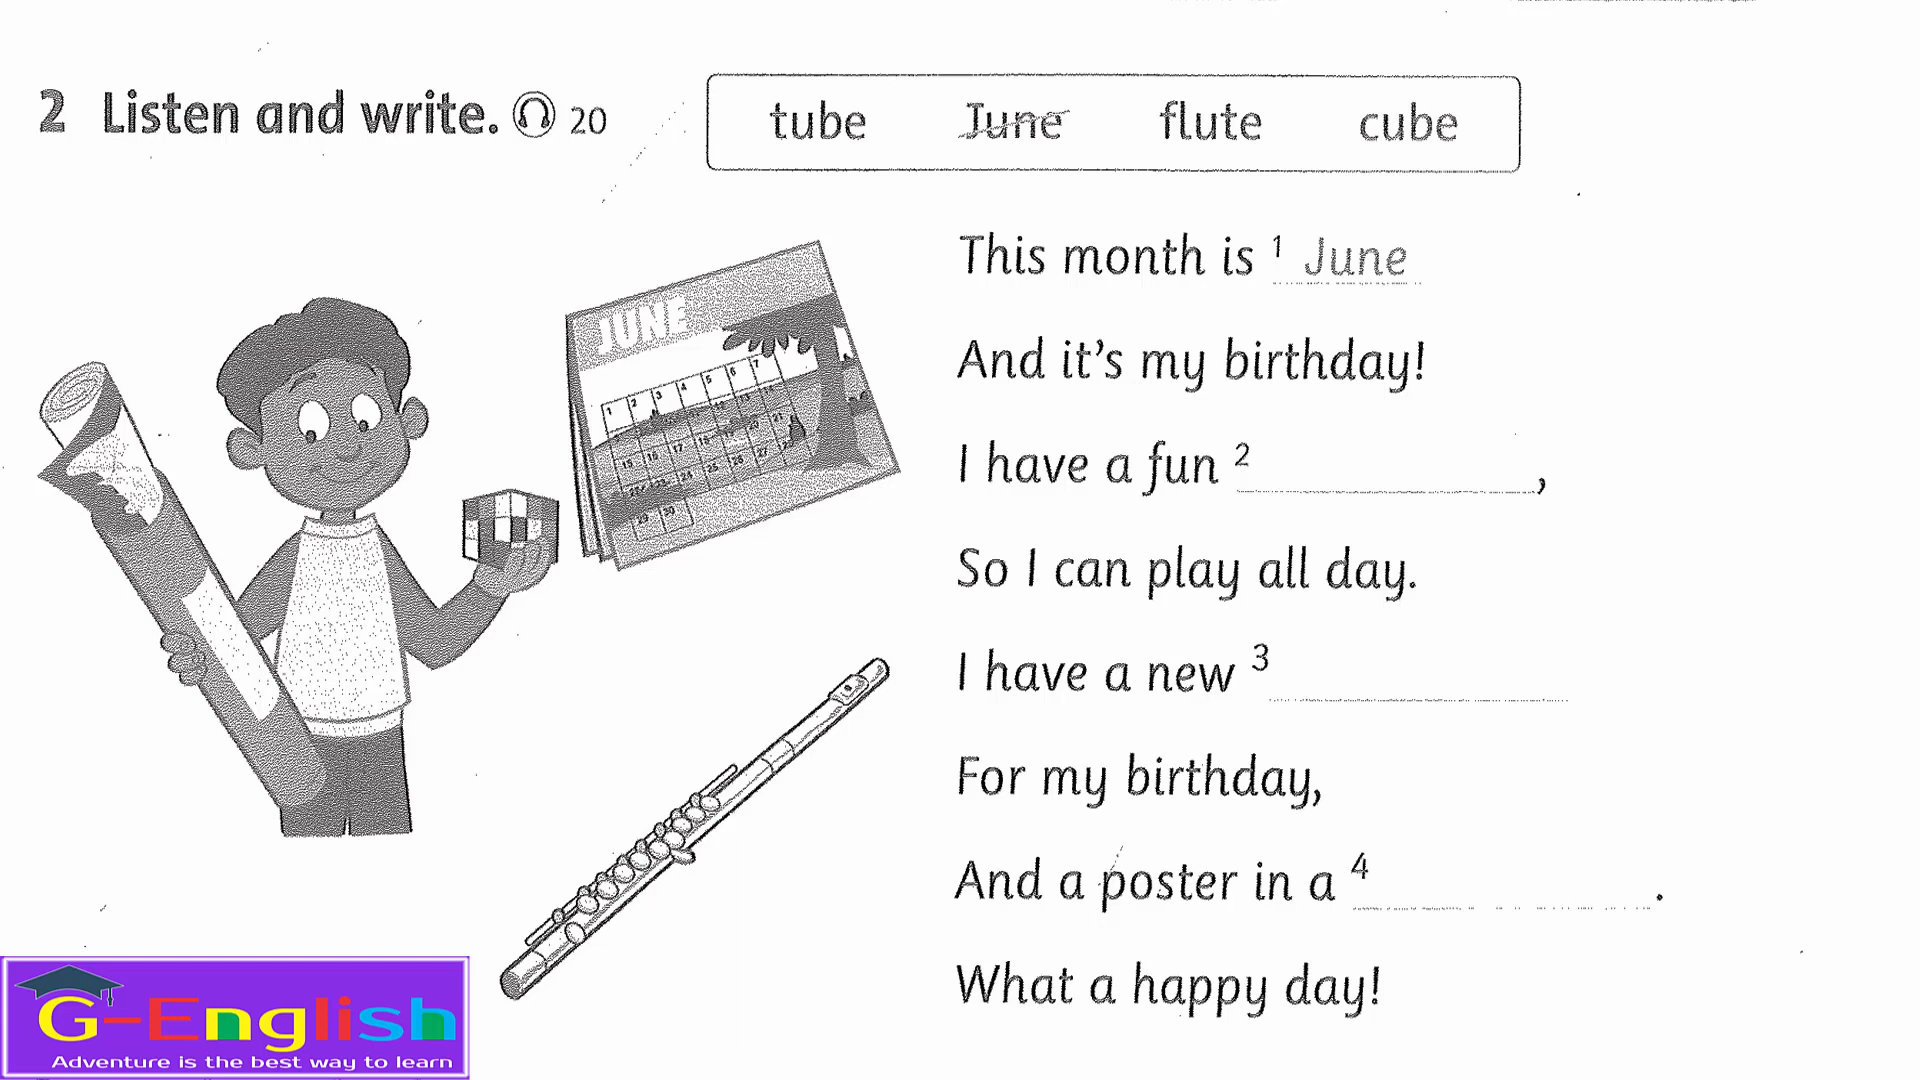 2 Listen and write. 20
tube June flute cube
This month is 1 June
And it's my birthday!
I have a fun 2 ,
So I can play all day.
I have a new 3
For my birthday,
And a poster in a 4 .
What a happy day!
JUNE
G-English
Adventure is the best way to learn